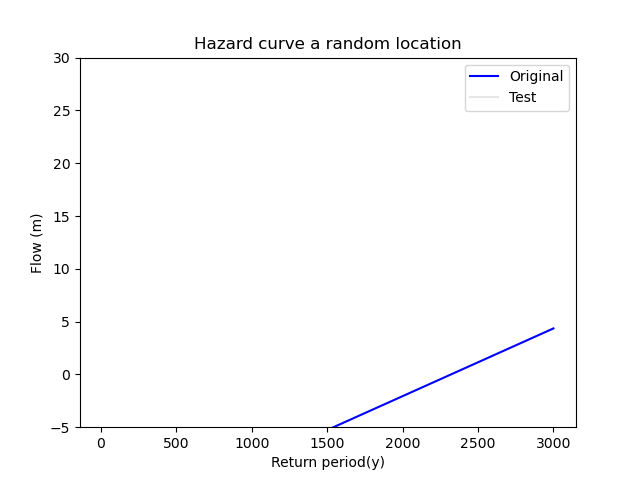 Hazard curve a random location
Original
Test
30
25
20
15
10
5
0
−5
Flow (m)
0 500 1000 1500 2000 2500 3000
Return period(y)